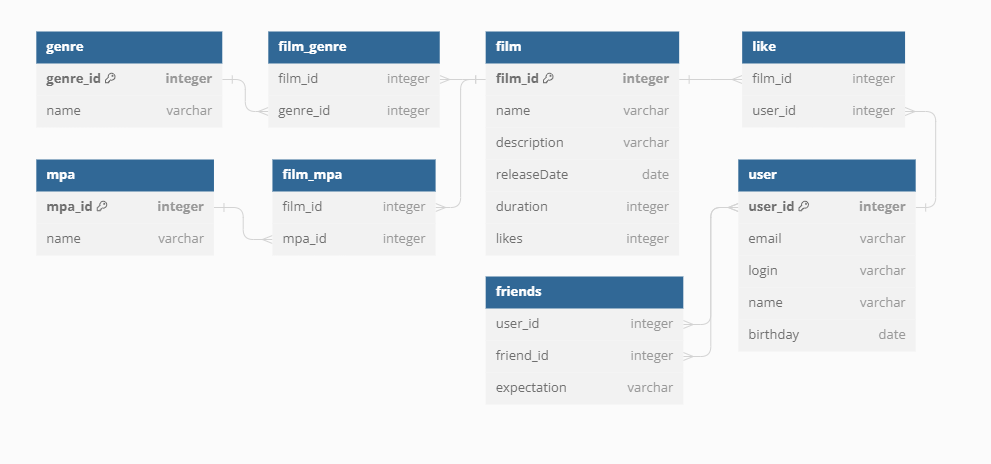 genre
genre_id integer
name varchar
film_genre
film_id integer
genre_id integer
film
film_id integer
name varchar
description varchar
releaseDate date
duration integer
likes integer
like
film_id integer
user_id integer
mpa
mpa_id integer
name varchar
film_mpa
film_id integer
mpa_id integer
user
user_id integer
email varchar
login varchar
name varchar
birthday date
friends
user_id integer
friend_id integer
expectation varchar